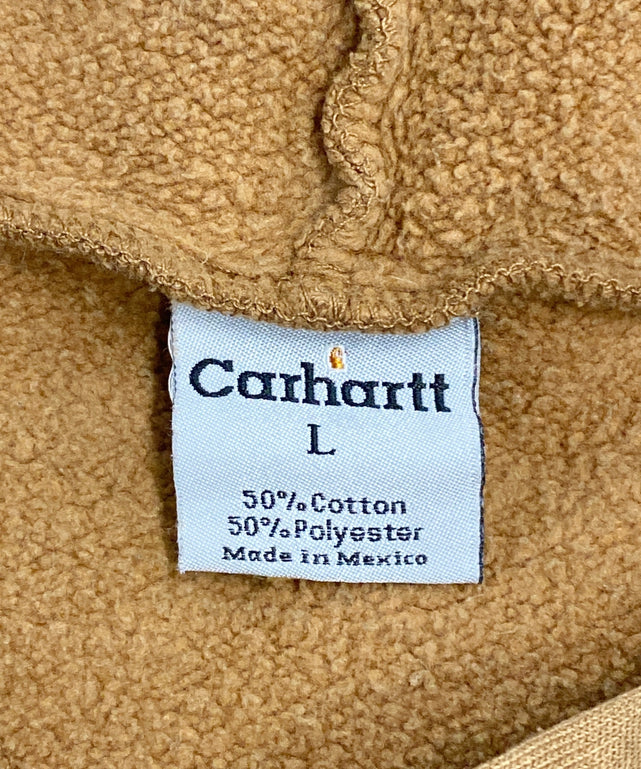 Carhartt
L
50% Cotton
50% Polyester
Made in Mexico